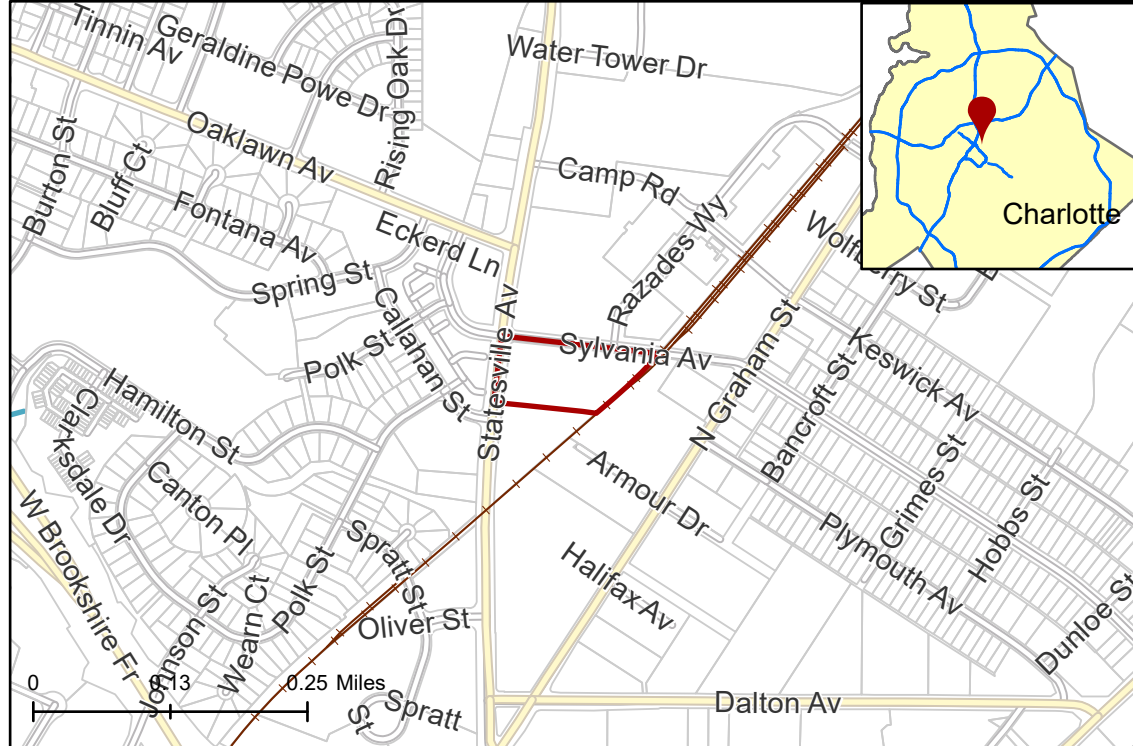 Tinnin Av
Geraldine Powe Dr
Rising Oak Dr
Water Tower Dr
Oaklawn Av
Burton St
Bluff Ct
Fontana Av
Eckerd Ln
Camp Rd
Razades Wy
Wolfberry St
Charlotte
Spring St
Callahan St
Polk St
Statesville Av
Sylvania Av
N Graham St
Keswick Av
Bancroft St
Hamilton St
Clarksdale Dr
Canton Pl
Grimes St
Hobbs St
Armour Dr
Plymouth Av
W Brookshire Fr
Spratt St
Polk St
Wearn Ct
Johnson St
Oliver St
Halifax Av
Dunloe St
0
0.13
0.25 Miles
Spratt
St
Dalton Av